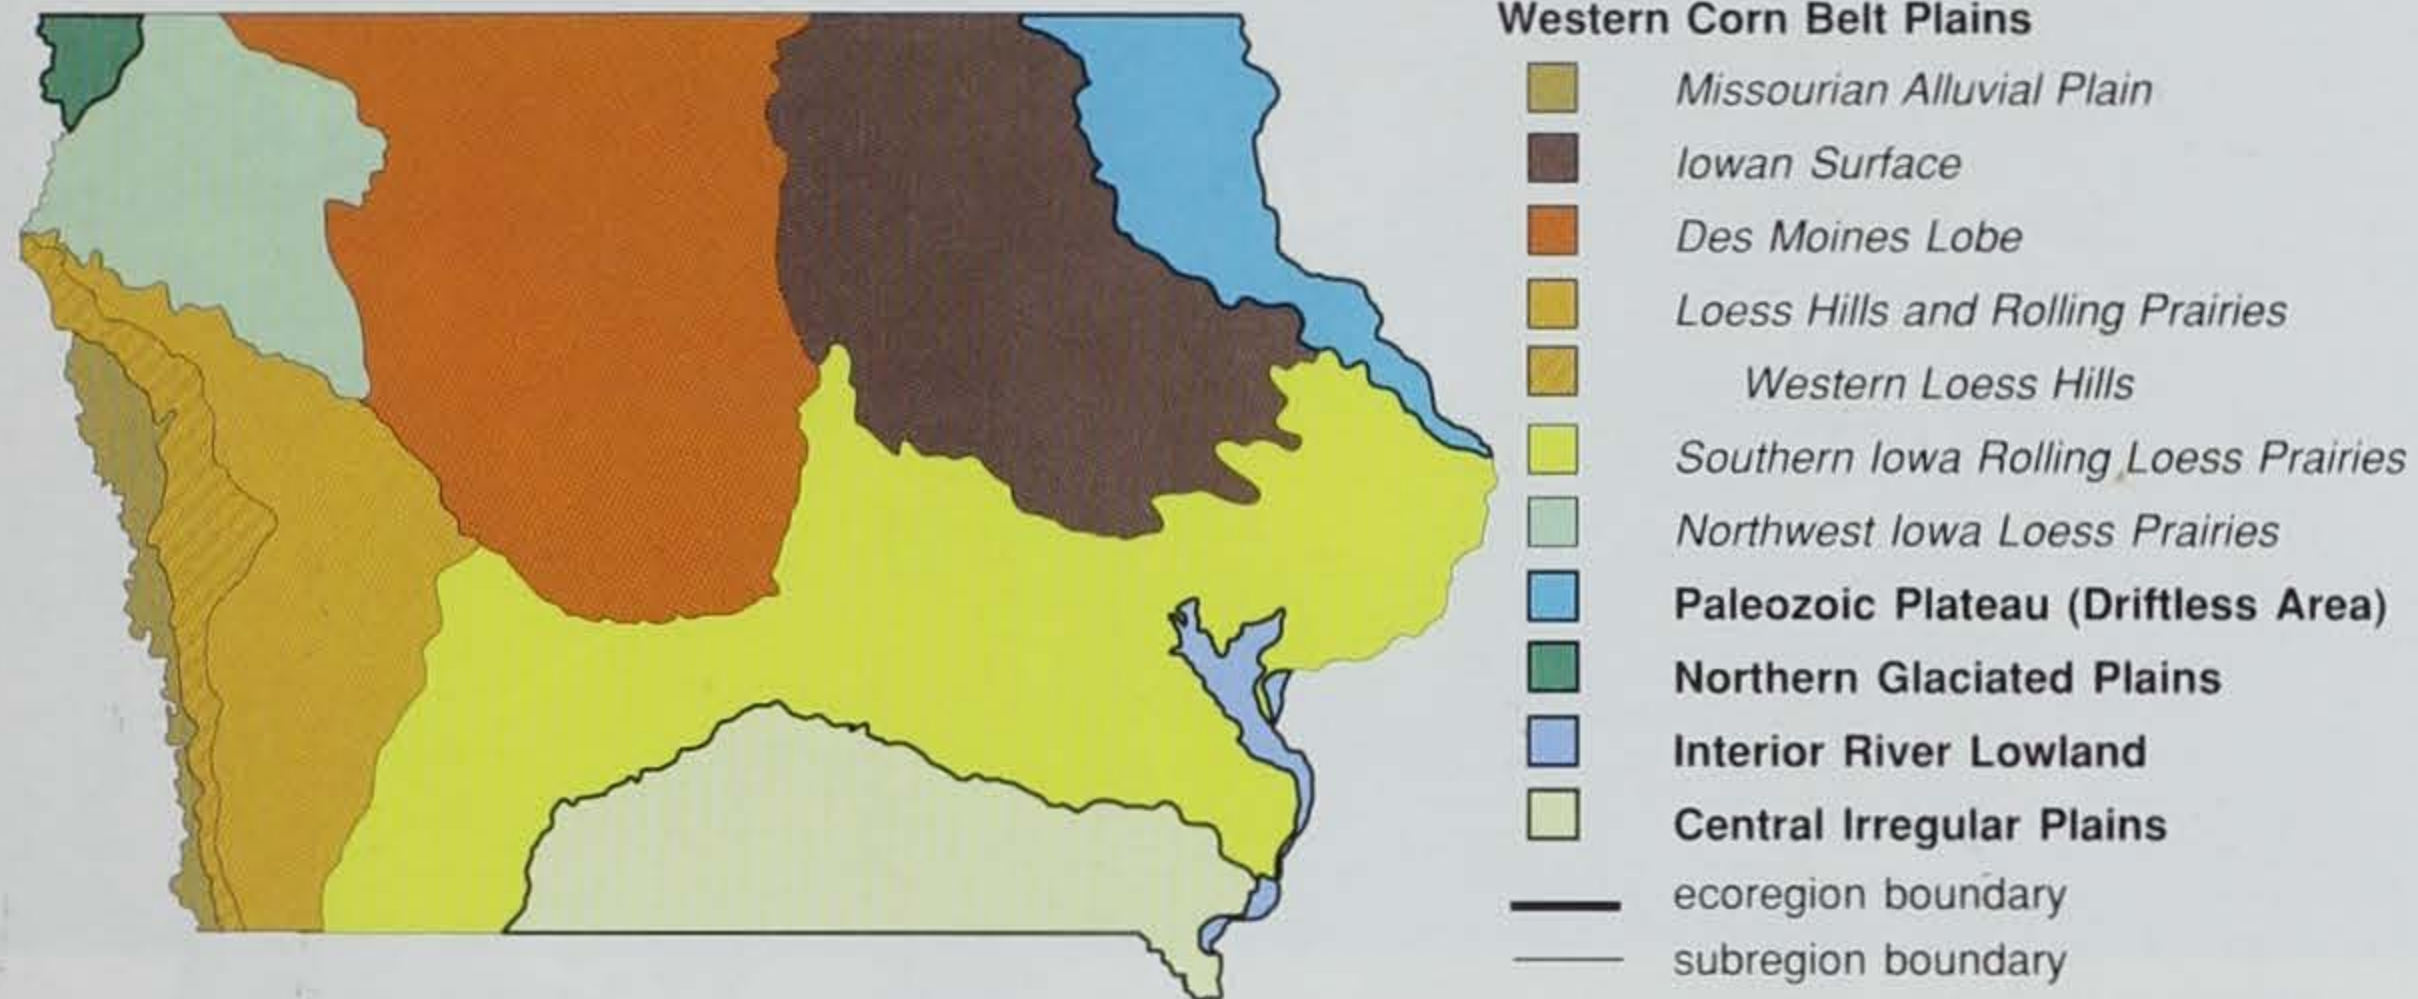 Western Corn Belt Plains
Missourian Alluvial Plain
Iowan Surface
Des Moines Lobe
Loess Hills and Rolling Prairies
Western Loess Hills
Southern Iowa Rolling Loess Prairies
Northwest Iowa Loess Prairies
Paleozoic Plateau (Driftless Area)
Northern Glaciated Plains
Interior River Lowland
Central Irregular Plains
ecoregion boundary
subregion boundary